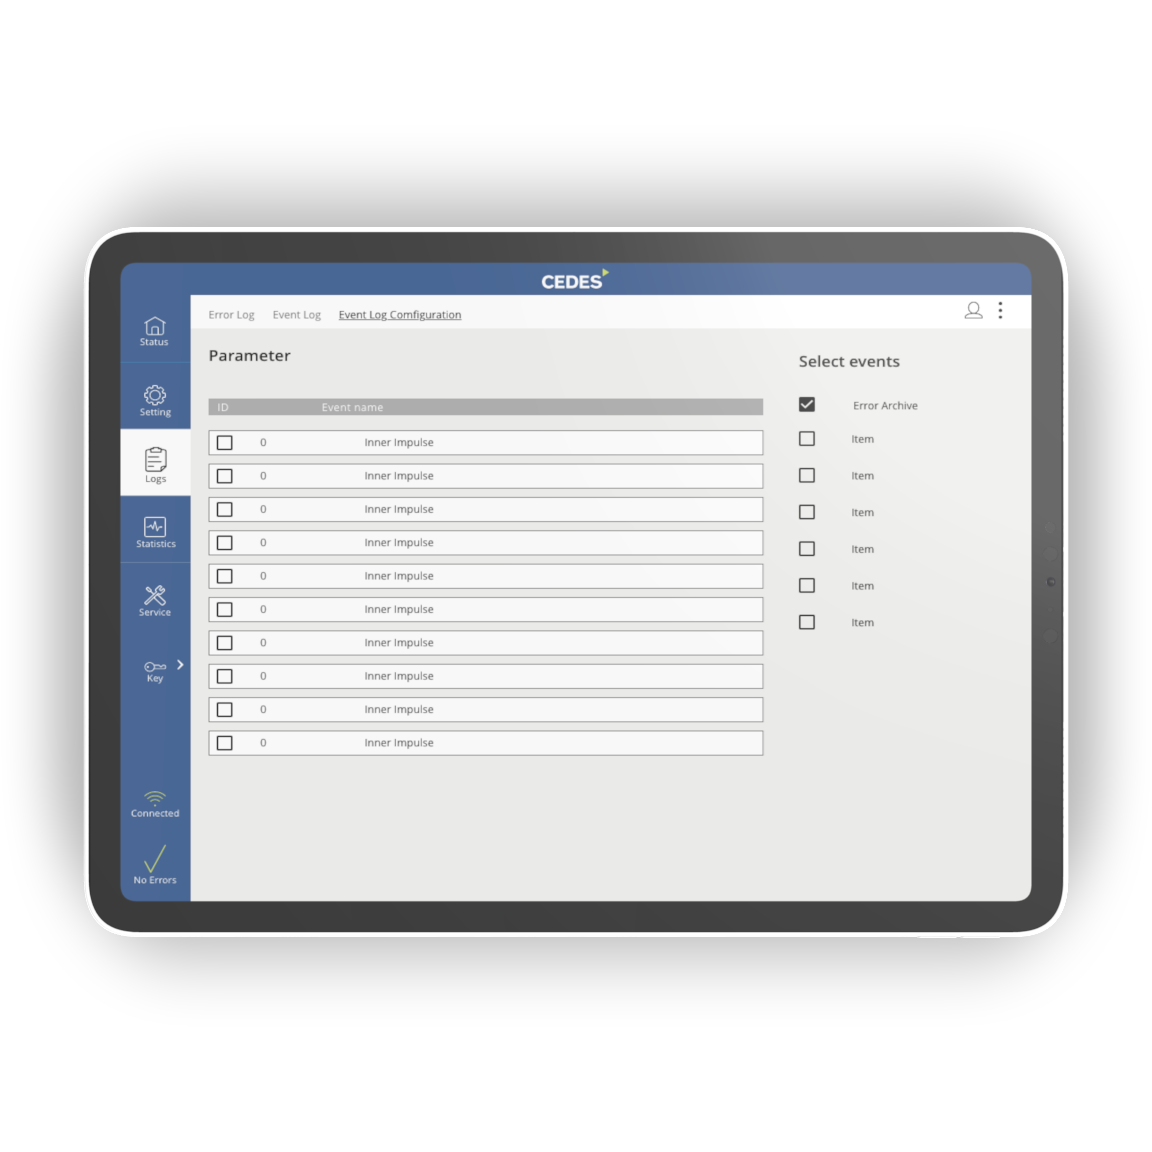 CEDES
Error Log Event Log Event Log Comfiguration
Status
Setting
Logs
Statistics
Service
Key
Connected
No Errors
Parameter
ID Event name
0 Inner Impulse
0 Inner Impulse
0 Inner Impulse
0 Inner Impulse
0 Inner Impulse
0 Inner Impulse
0 Inner Impulse
0 Inner Impulse
0 Inner Impulse
0 Inner Impulse
Select events
Error Archive
Item
Item
Item
Item
Item
Item